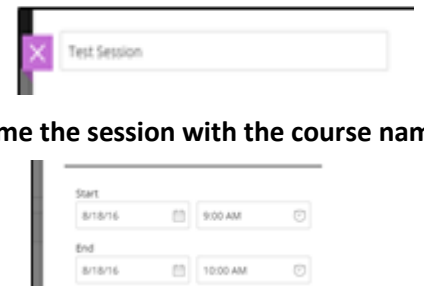 Test Session
me the session with the course nam
Start
8/18/16 9:00 AM
End
8/18/16 10:00 AM